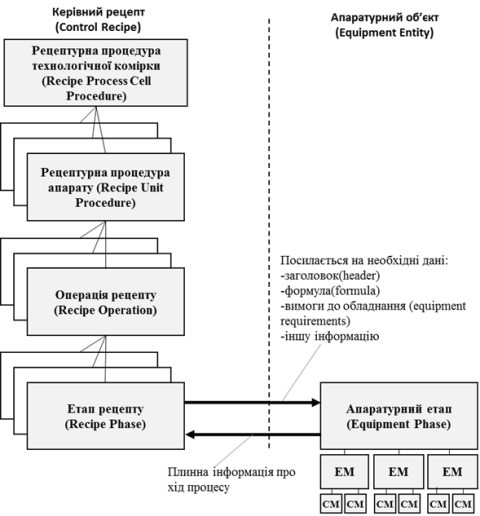 Керівний рецепт
(Control Recipe)
Апаратурний об’єкт
(Equipment Entity)
Рецептурна процедура
технологічної комірки
(Recipe Process Cell
Procedure)
Рецептурна процедура
апарату (Recipe Unit
Procedure)
Операція рецепту
(Recipe Operation)
Посилається на необхідні дані:
-заголовок(header)
-формула(formula)
-вимоги до обладнання (equipment
requirements)
-іншу інформацію
Етап рецепту
(Recipe Phase)
Апаратурний етап
(Equipment Phase)
Плинна інформація про
хід процесу
EM
EM
EM
CM
CM
CM
CM
CM
CM